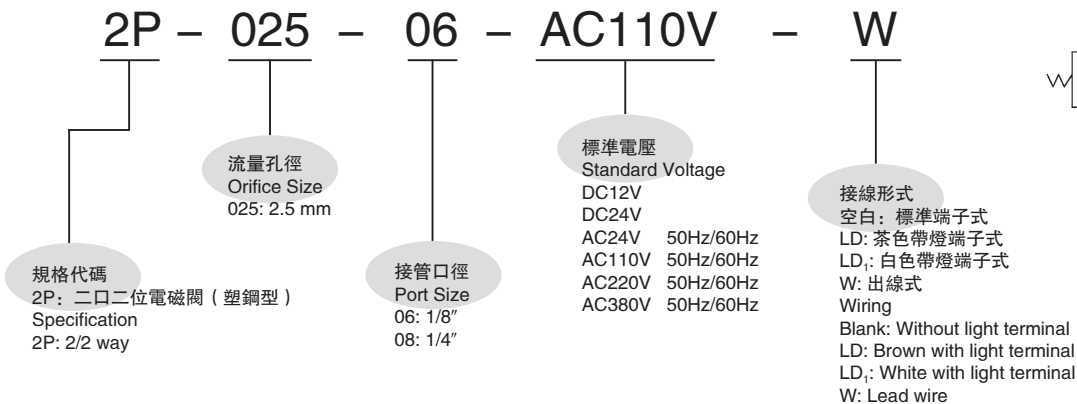 2P – 025 – 06 – AC110V – W
規格代碼
2P：二口二位電磁閥（塑鋼型）
Specification
2P: 2/2 way
流量孔徑
Orifice Size
025: 2.5 mm
接管口徑
Port Size
06: 1/8″
08: 1/4″
標準電壓
Standard Voltage
DC12V
DC24V
AC24V 50Hz/60Hz
AC110V 50Hz/60Hz
AC220V 50Hz/60Hz
AC380V 50Hz/60Hz
接線形式
空白：標準端子式
LD: 茶色帶燈端子式
LD₁: 白色帶燈端子式
W: 出線式
Wiring
Blank: Without light terminal
LD: Brown with light terminal
LD₁: White with light terminal
W: Lead wire